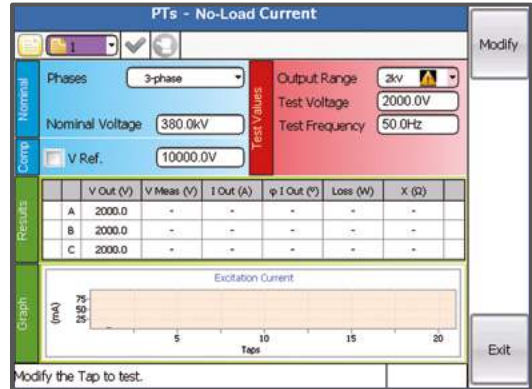 PTs - No-Load Current
1
Modify
Nominal
Phases
3-phase
Nominal Voltage
380.0kV
Test Values
Output Range
2kV
Test Voltage
2000.0V
Test Frequency
50.0Hz
Comp
V Ref.
10000.0V
Results
V Out (V) V Meas (V) I Out (A) φ I Out (º) Loss (W) X (Ω)
A 2000.0 - - - - -
B 2000.0 - - - - -
C 2000.0 - - - - -
Graph
Excitation Current
(mA)
75
50
25
5 10 15 20
Taps
Modify the Tap to test.
Exit